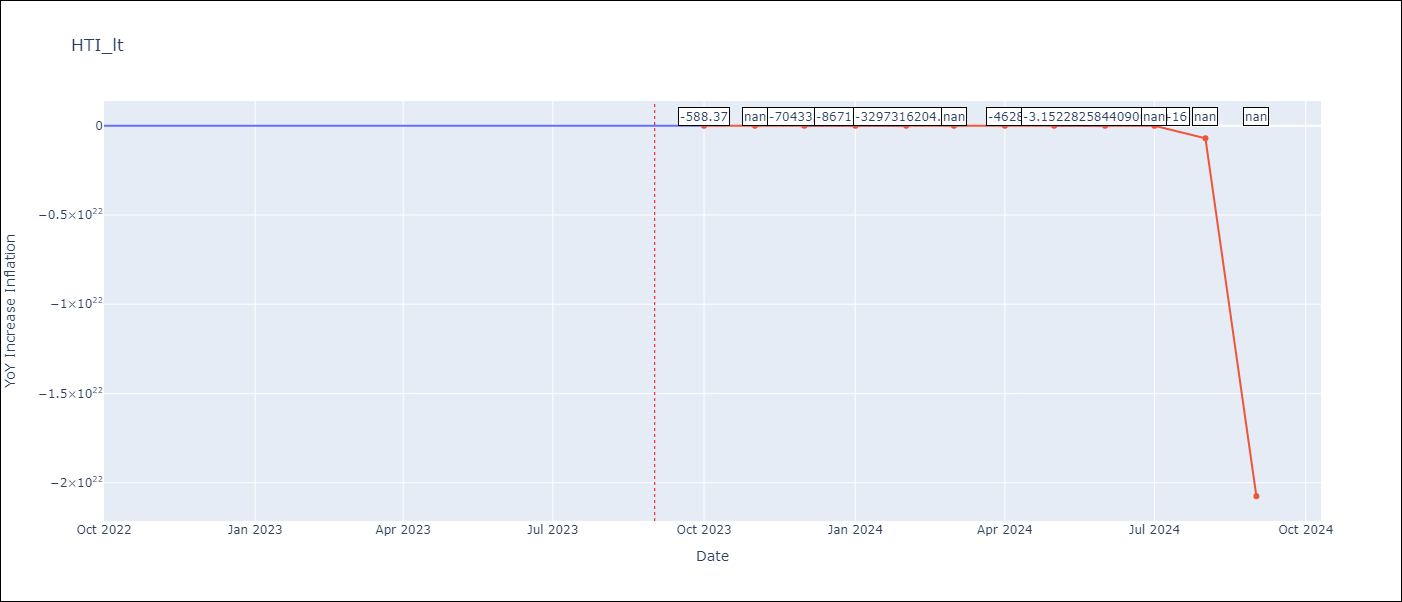 HTI_lt
-588.37
nan
-70433
-8671
-3297316204.
nan
-4628
-3.1522825844090
nan
-16
nan
nan
0
−0.5×10²²
−1×10²²
−1.5×10²²
−2×10²²
YoY Increase Inflation
Oct 2022
Jan 2023
Apr 2023
Jul 2023
Oct 2023
Jan 2024
Apr 2024
Jul 2024
Oct 2024
Date